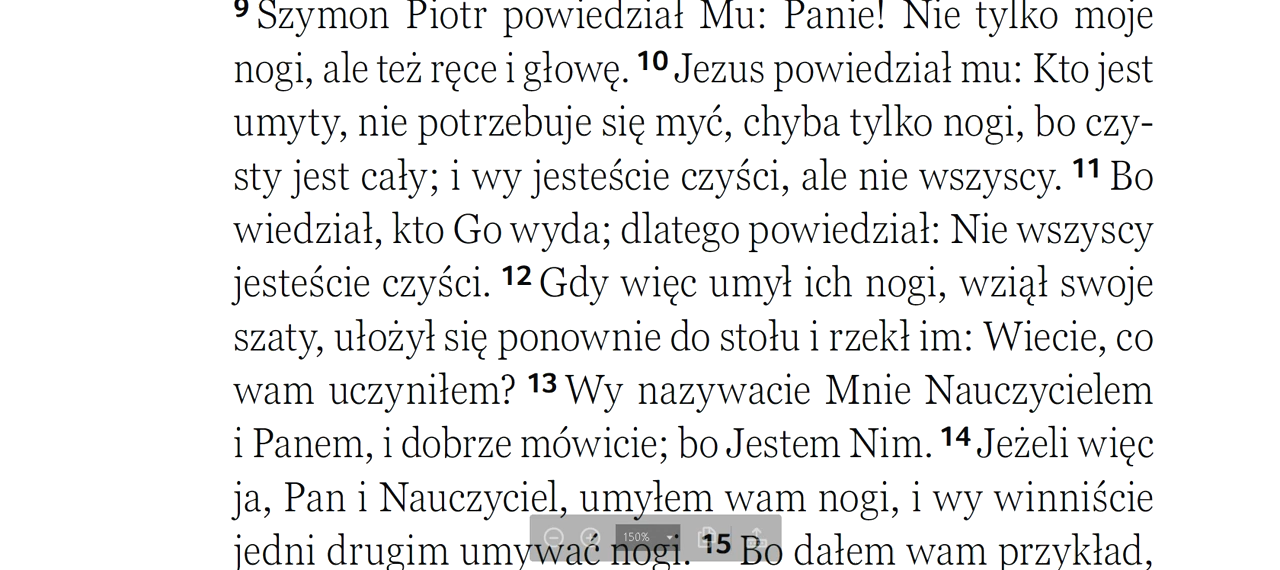 9 Szymon Piotr powiedział Mu: Panie! Nie tylko moje
nogi, ale też ręce i głowę. 10 Jezus powiedział mu: Kto jest
umyty, nie potrzebuje się myć, chyba tylko nogi, bo czy-
sty jest cały; i wy jesteście czyści, ale nie wszyscy. 11 Bo
wiedział, kto Go wyda; dlatego powiedział: Nie wszyscy
jesteście czyści. 12 Gdy więc umył ich nogi, wziął swoje
szaty, ułożył się ponownie do stołu i rzekł im: Wiecie, co
wam uczyniłem? 13 Wy nazywacie Mnie Nauczycielem
i Panem, i dobrze mówicie; bo Jestem Nim. 14 Jeżeli więc
ja, Pan i Nauczyciel, umyłem wam nogi, i wy winniście
jedni drugim umywać nogi. 15 Bo dałem wam przykład,
150%